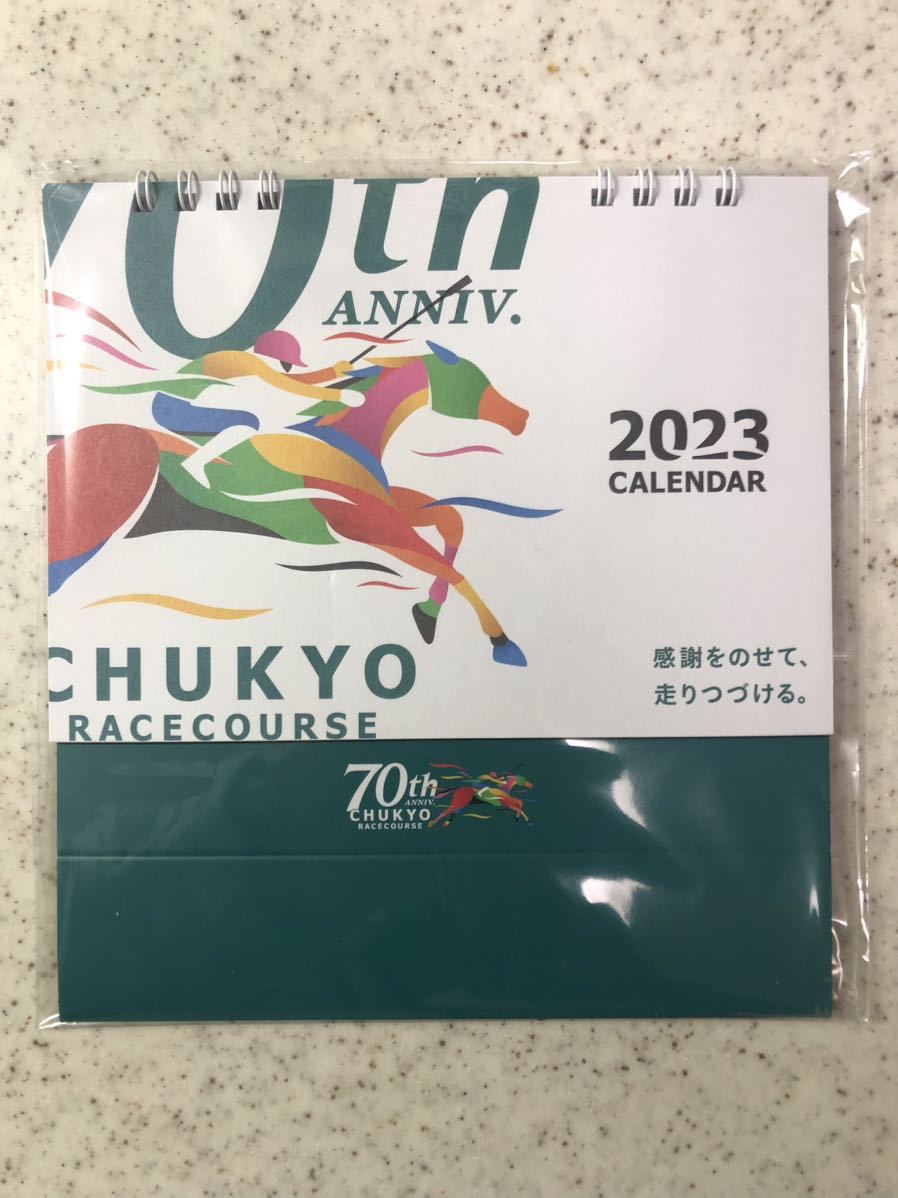 70th
ANNIV.
2023
CALENDAR
CHUKYO
RACECOURSE
感謝をのせて、
走りつづける。
70th
ANNIV.
CHUKYO
RACECOURSE